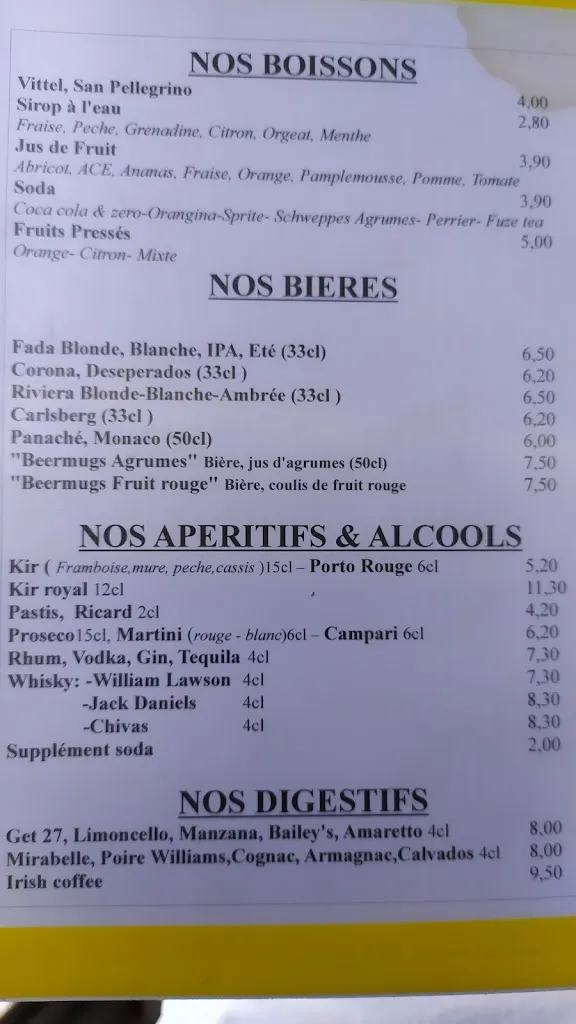 NOS BOISSONS
Vittel, San Pellegrino 4,00
Sirop à l'eau 2,80
Fraise, Peche, Grenadine, Citron, Orgeat, Menthe
Jus de Fruit 3,90
Abricot, ACE, Ananas, Fraise, Orange, Pamplemousse, Pomme, Tomate
Soda 3,90
Coca cola & zero-Orangina-Sprite- Schweppes Agrumes- Perrier- Fuze tea
Fruits Pressés 5,00
Orange- Citron- Mixte
NOS BIERES
Fada Blonde, Blanche, IPA, Eté (33cl) 6,50
Corona, Deseperados (33cl ) 6,20
Riviera Blonde-Blanche-Ambrée (33cl ) 6,50
Carlsberg (33cl ) 6,20
Panaché, Monaco (50cl) 6,00
"Beermugs Agrumes" Bière, jus d'agrumes (50cl) 7,50
"Beermugs Fruit rouge" Bière, coulis de fruit rouge 7,50
NOS APERITIFS & ALCOOLS
Kir ( Framboise,mure, peche,cassis )15cl – Porto Rouge 6cl 5,20
Kir royal 12cl 11,30
Pastis, Ricard 2cl 4,20
Proseco15cl, Martini (rouge - blanc)6cl – Campari 6cl 6,20
Rhum, Vodka, Gin, Tequila 4cl 7,30
Whisky: -William Lawson 4cl 7,30
-Jack Daniels 4cl 8,30
-Chivas 4cl 8,30
Supplément soda 2,00
NOS DIGESTIFS
Get 27, Limoncello, Manzana, Bailey's, Amaretto 4cl 8,00
Mirabelle, Poire Williams,Cognac, Armagnac,Calvados 4cl 8,00
Irish coffee 9,50